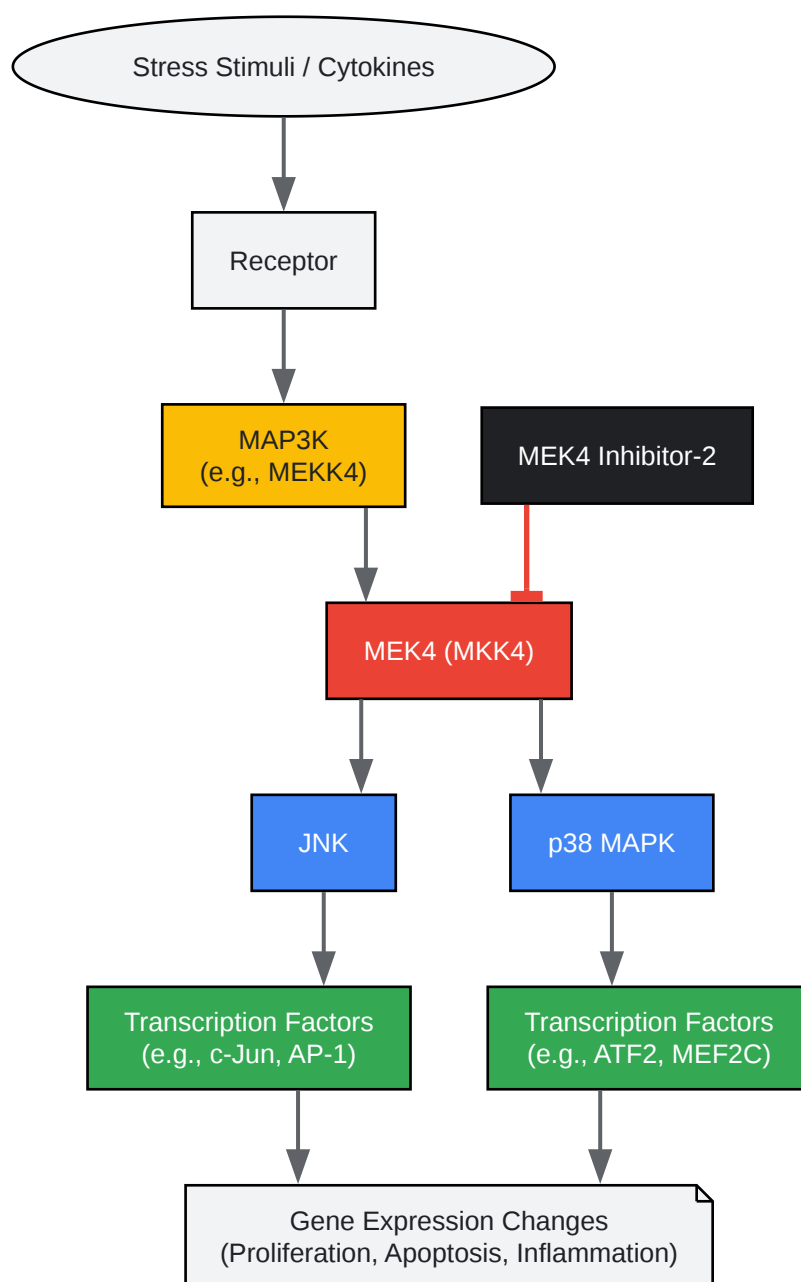 Stress Stimuli / Cytokines
Receptor
MAP3K
(e.g., MEKK4)
MEK4 Inhibitor-2
MEK4 (MKK4)
JNK
p38 MAPK
Transcription Factors
(e.g., c-Jun, AP-1)
Transcription Factors
(e.g., ATF2, MEF2C)
Gene Expression Changes
(Proliferation, Apoptosis, Inflammation)